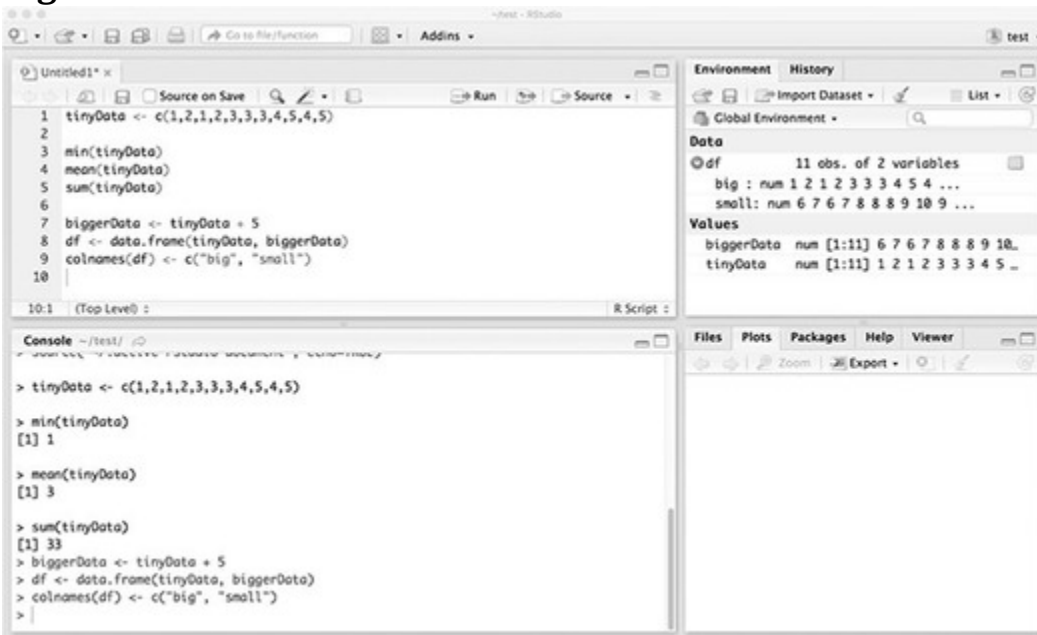 ~/test - RStudio
Go to file/function Addins test
Untitled1* ×
Source on Save Run Source
1 tinyData <- c(1,2,1,2,3,3,3,4,5,4,5)
2
3 min(tinyData)
4 mean(tinyData)
5 sum(tinyData)
6
7 biggerData <- tinyData + 5
8 df <- data.frame(tinyData, biggerData)
9 colnames(df) <- c("big", "small")
10
10:1 (Top Level) R Script
Environment History
Import Dataset List
Global Environment
Data
df 11 obs. of 2 variables
big : num 1 2 1 2 3 3 3 4 5 4 ...
small: num 6 7 6 7 8 8 8 9 10 9 ...
Values
biggerData num [1:11] 6 7 6 7 8 8 8 9 10…
tinyData num [1:11] 1 2 1 2 3 3 3 4 5 …
Console ~/test/
> tinyData <- c(1,2,1,2,3,3,3,4,5,4,5)
> min(tinyData)
[1] 1
> mean(tinyData)
[1] 3
> sum(tinyData)
[1] 33
> biggerData <- tinyData + 5
> df <- data.frame(tinyData, biggerData)
> colnames(df) <- c("big", "small")
>
Files Plots Packages Help Viewer
Zoom Export